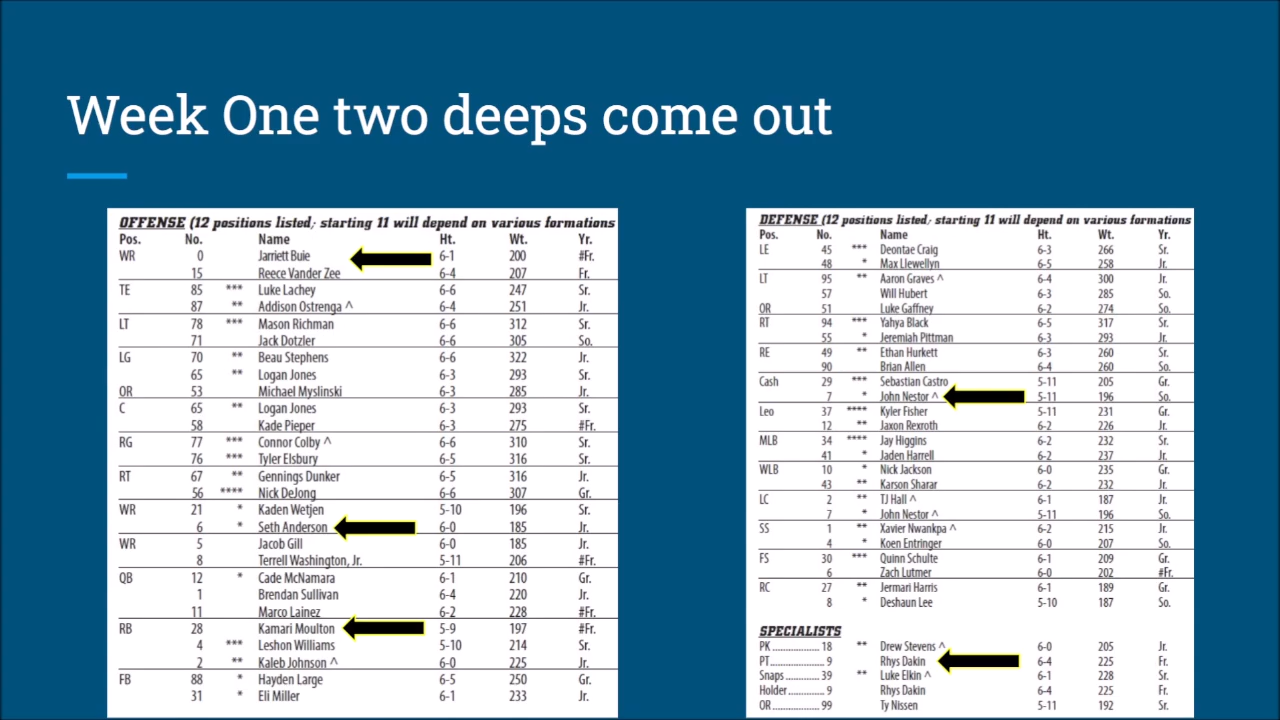 Week One two deeps come out
OFFENSE (12 positions listed; starting 11 will depend on various formations
Pos. No. Name Ht. Wt. Yr.
WR 0 Jarriett Buie 6-1 200 #Fr.
15 Reece Vander Zee 6-4 207 Fr.
TE 85 *** Luke Lachey 6-6 247 Sr.
87 ** Addison Ostrenga ^ 6-4 251 Jr.
LT 78 *** Mason Richman 6-6 312 Sr.
71 Jack Dotzler 6-6 305 So.
LG 70 ** Beau Stephens 6-6 322 Jr.
65 ** Logan Jones 6-3 293 Sr.
OR 53 Michael Myslinski 6-3 285 Jr.
C 65 ** Logan Jones 6-3 293 Sr.
58 Kade Pieper 6-3 275 #Fr.
RG 77 *** Connor Colby ^ 6-6 310 Sr.
76 *** Tyler Elsbury 6-5 316 Sr.
RT 67 ** Gennings Dunker 6-5 316 Jr.
56 **** Nick DeJong 6-6 307 Gr.
WR 21 * Kaden Wetjen 5-10 196 Sr.
6 * Seth Anderson 6-0 185 Jr.
WR 5 Jacob Gill 6-0 185 Jr.
8 Terrell Washington, Jr. 5-11 206 #Fr.
QB 12 * Cade McNamara 6-1 210 Gr.
1 Brendan Sullivan 6-4 220 Jr.
11 Marco Lainez 6-2 228 #Fr.
RB 28 Kamari Moulton 5-9 197 #Fr.
4 *** Leshon Williams 5-10 214 Sr.
2 ** Kaleb Johnson ^ 6-0 225 Jr.
FB 88 * Hayden Large 6-5 250 Gr.
31 * Eli Miller 6-1 233 Jr.
DEFENSE (12 positions listed; starting 11 will depend on various formations
Pos. No. Name Ht. Wt. Yr.
LE 45 *** Deontae Craig 6-3 266 Sr.
48 * Max Llewellyn 6-5 258 Jr.
LT 95 ** Aaron Graves ^ 6-4 300 Jr.
57 Will Hubert 6-3 285 So.
OR 51 Luke Gaffney 6-2 274 So.
RT 94 *** Yahya Black 6-5 317 Sr.
55 * Jeremiah Pittman 6-3 293 Jr.
RE 49 ** Ethan Hurkett 6-3 260 Sr.
90 Brian Allen 6-4 260 So.
Cash 29 *** Sebastian Castro 5-11 205 Gr.
7 * John Nestor ^ 5-11 196 So.
Leo 37 **** Kyler Fisher 5-11 231 Gr.
12 ** Jaxon Rexroth 6-2 226 Jr.
MLB 34 **** Jay Higgins 6-2 232 Sr.
41 * Jaden Harrell 6-2 237 Jr.
WLB 10 * Nick Jackson 6-0 235 Gr.
43 ** Karson Sharar 6-2 232 Jr.
LC 2 ** TJ Hall ^ 6-1 187 Jr.
7 * John Nestor ^ 5-11 196 So.
SS 1 ** Xavier Nwankpa ^ 6-2 215 Jr.
4 * Koen Entringer 6-0 207 So.
FS 30 *** Quinn Schulte 6-1 209 Gr.
6 Zach Lutmer 6-0 202 #Fr.
RC 27 ** Jermari Harris 6-1 189 Gr.
8 * Deshaun Lee 5-10 187 So.
SPECIALISTS
PK .................. 18 ** Drew Stevens ^ 6-0 205 Jr.
PT .................. 9 Rhys Dakin 6-4 225 Fr.
Snaps ............. 39 ** Luke Elkin ^ 6-1 228 Sr.
Holder ............. 9 Rhys Dakin 6-4 225 Fr.
OR .................. 99 Ty Nissen 5-11 192 Sr.